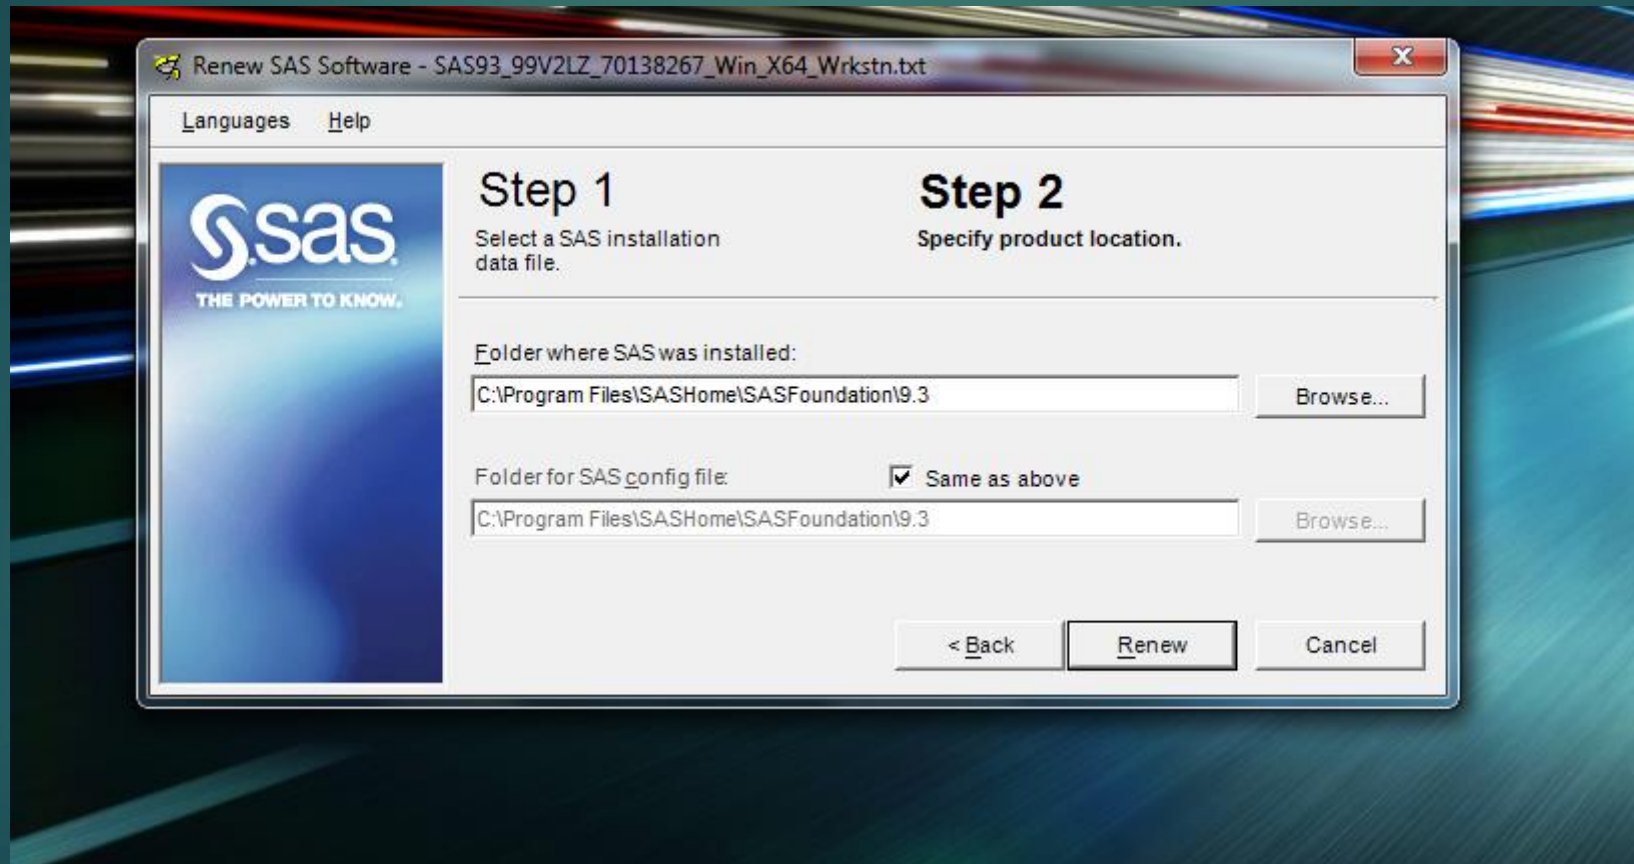 Renew SAS Software - SAS93_99V2LZ_70138267_Win_X64_Wrkstn.txt
Languages Help
sas
THE POWER TO KNOW.
Step 1
Select a SAS installation
data file.
Step 2
Specify product location.
Folder where SAS was installed:
C:\Program Files\SASHome\SASFoundation\9.3
Browse...
Folder for SAS config file:
Same as above
C:\Program Files\SASHome\SASFoundation\9.3
Browse...
< Back Renew Cancel